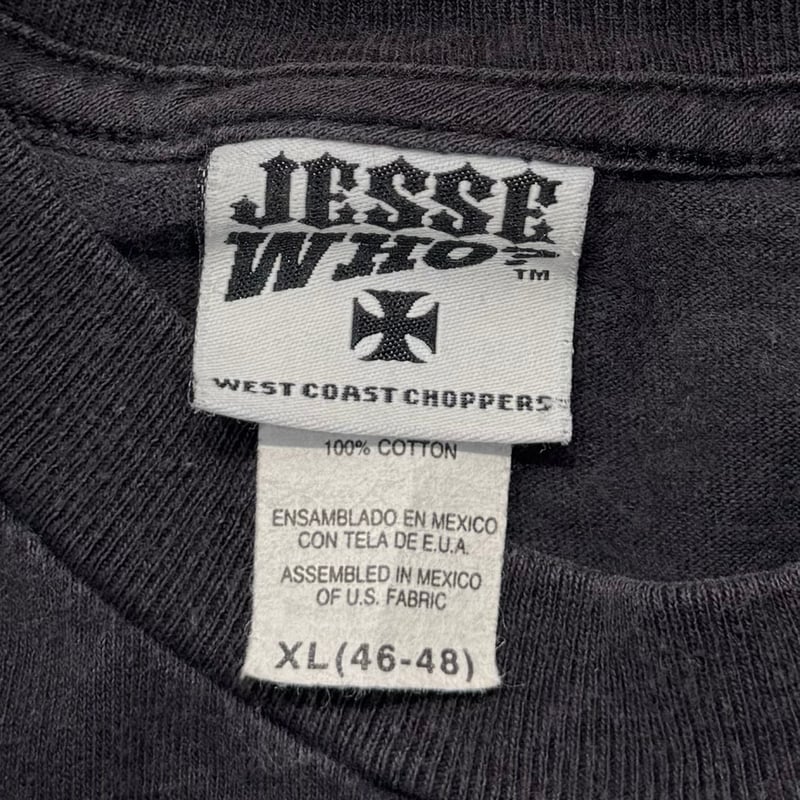 JESSE
WHO?
TM
WEST COAST CHOPPERS
100% COTTON
ENSAMBLADO EN MEXICO
CON TELA DE E.U.A.
ASSEMBLED IN MEXICO
OF U.S. FABRIC
XL(46-48)